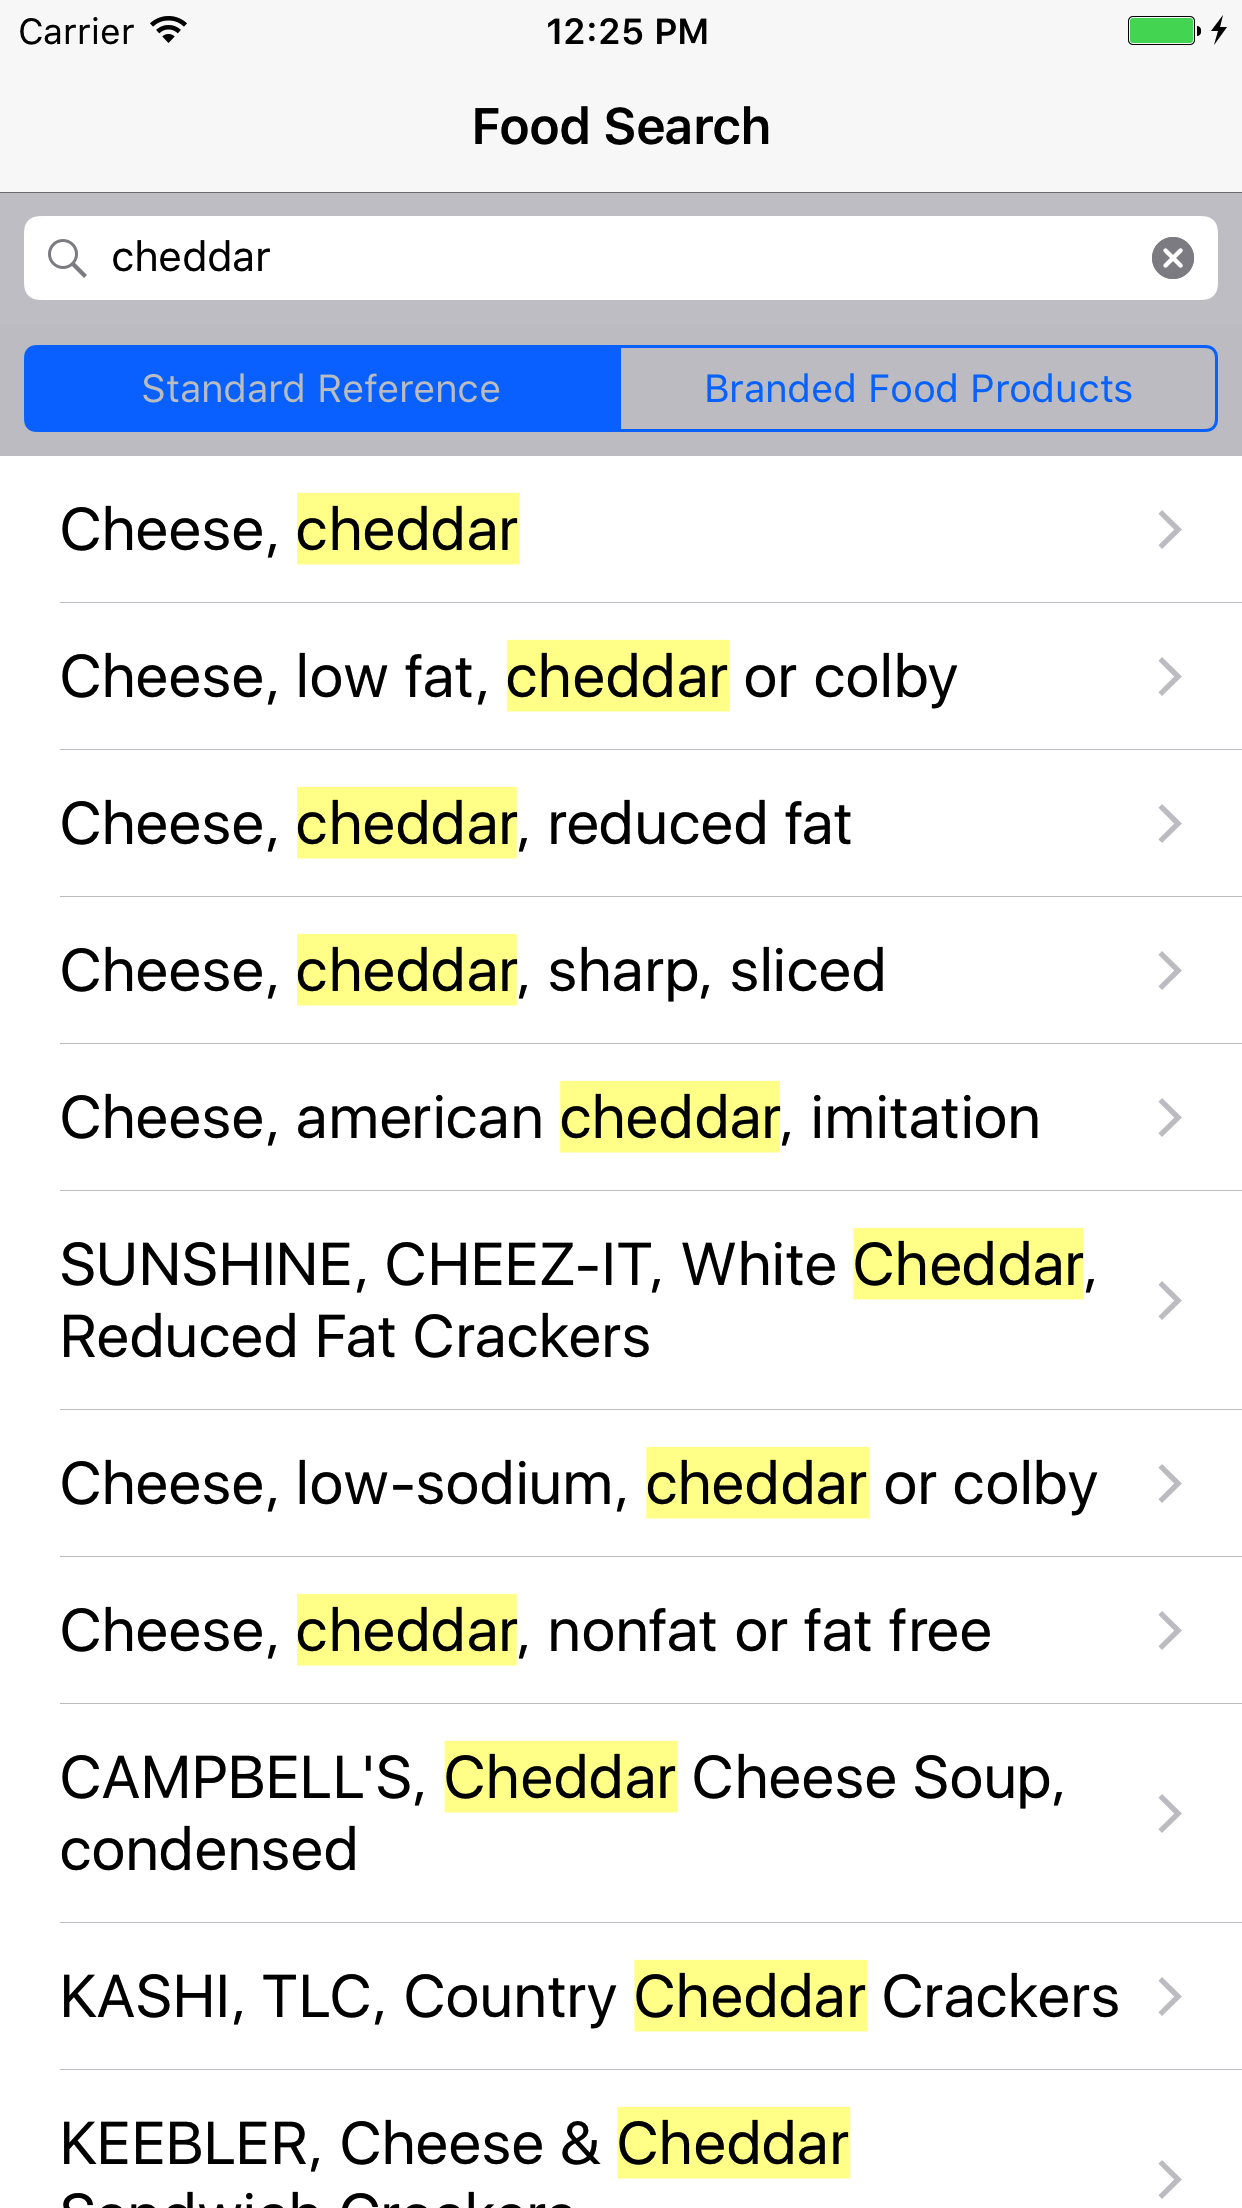 Carrier 12:25 PM
Food Search
cheddar
Standard Reference Branded Food Products
Cheese, cheddar
Cheese, low fat, cheddar or colby
Cheese, cheddar, reduced fat
Cheese, cheddar, sharp, sliced
Cheese, american cheddar, imitation
SUNSHINE, CHEEZ-IT, White Cheddar,
Reduced Fat Crackers
Cheese, low-sodium, cheddar or colby
Cheese, cheddar, nonfat or fat free
CAMPBELL'S, Cheddar Cheese Soup,
condensed
KASHI, TLC, Country Cheddar Crackers
KEEBLER, Cheese & Cheddar
Sandwich Crackers